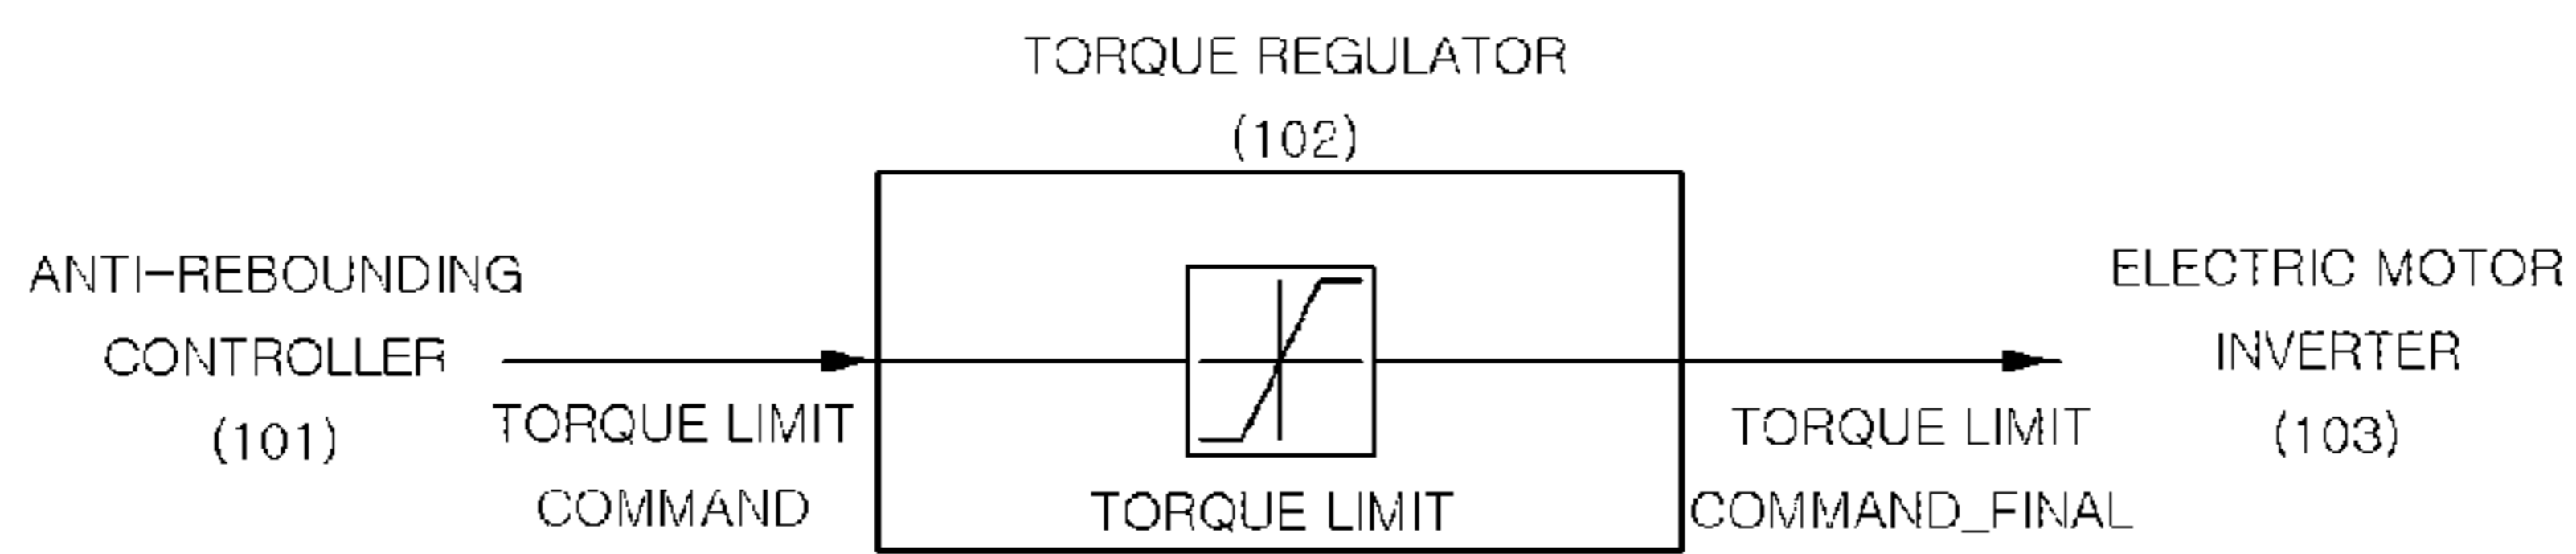 TORQUE REGULATOR
(102)
ANTI-REBOUNDING
CONTROLLER
(101)
TORQUE LIMIT
COMMAND
TORQUE LIMIT
TORQUE LIMIT
COMMAND_FINAL
ELECTRIC MOTOR
INVERTER
(103)